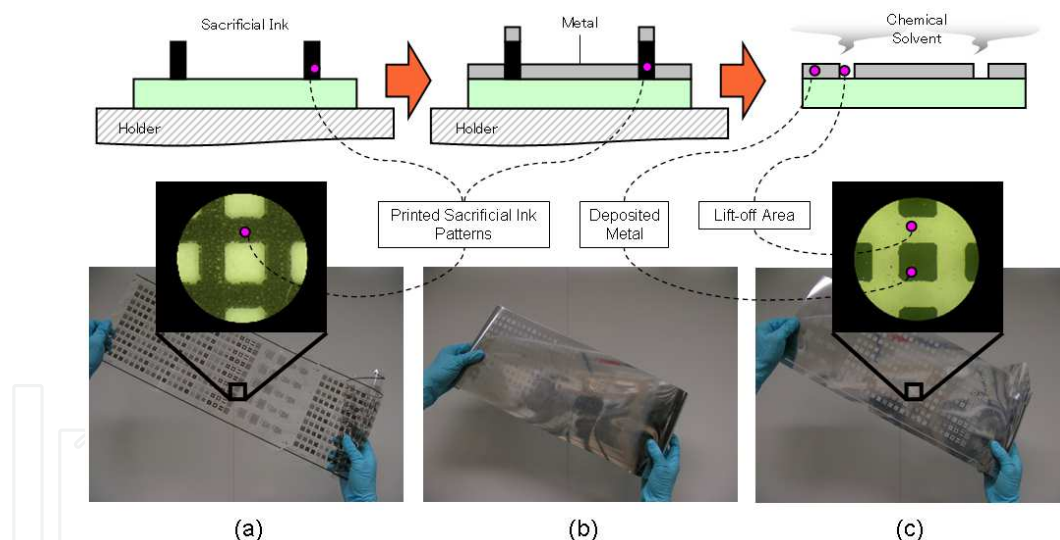 Sacrificial Ink
Metal
Chemical
Solvent
Holder
Holder
Printed Sacrificial Ink
Patterns
Deposited
Metal
Lift-off Area
(a)
(b)
(c)